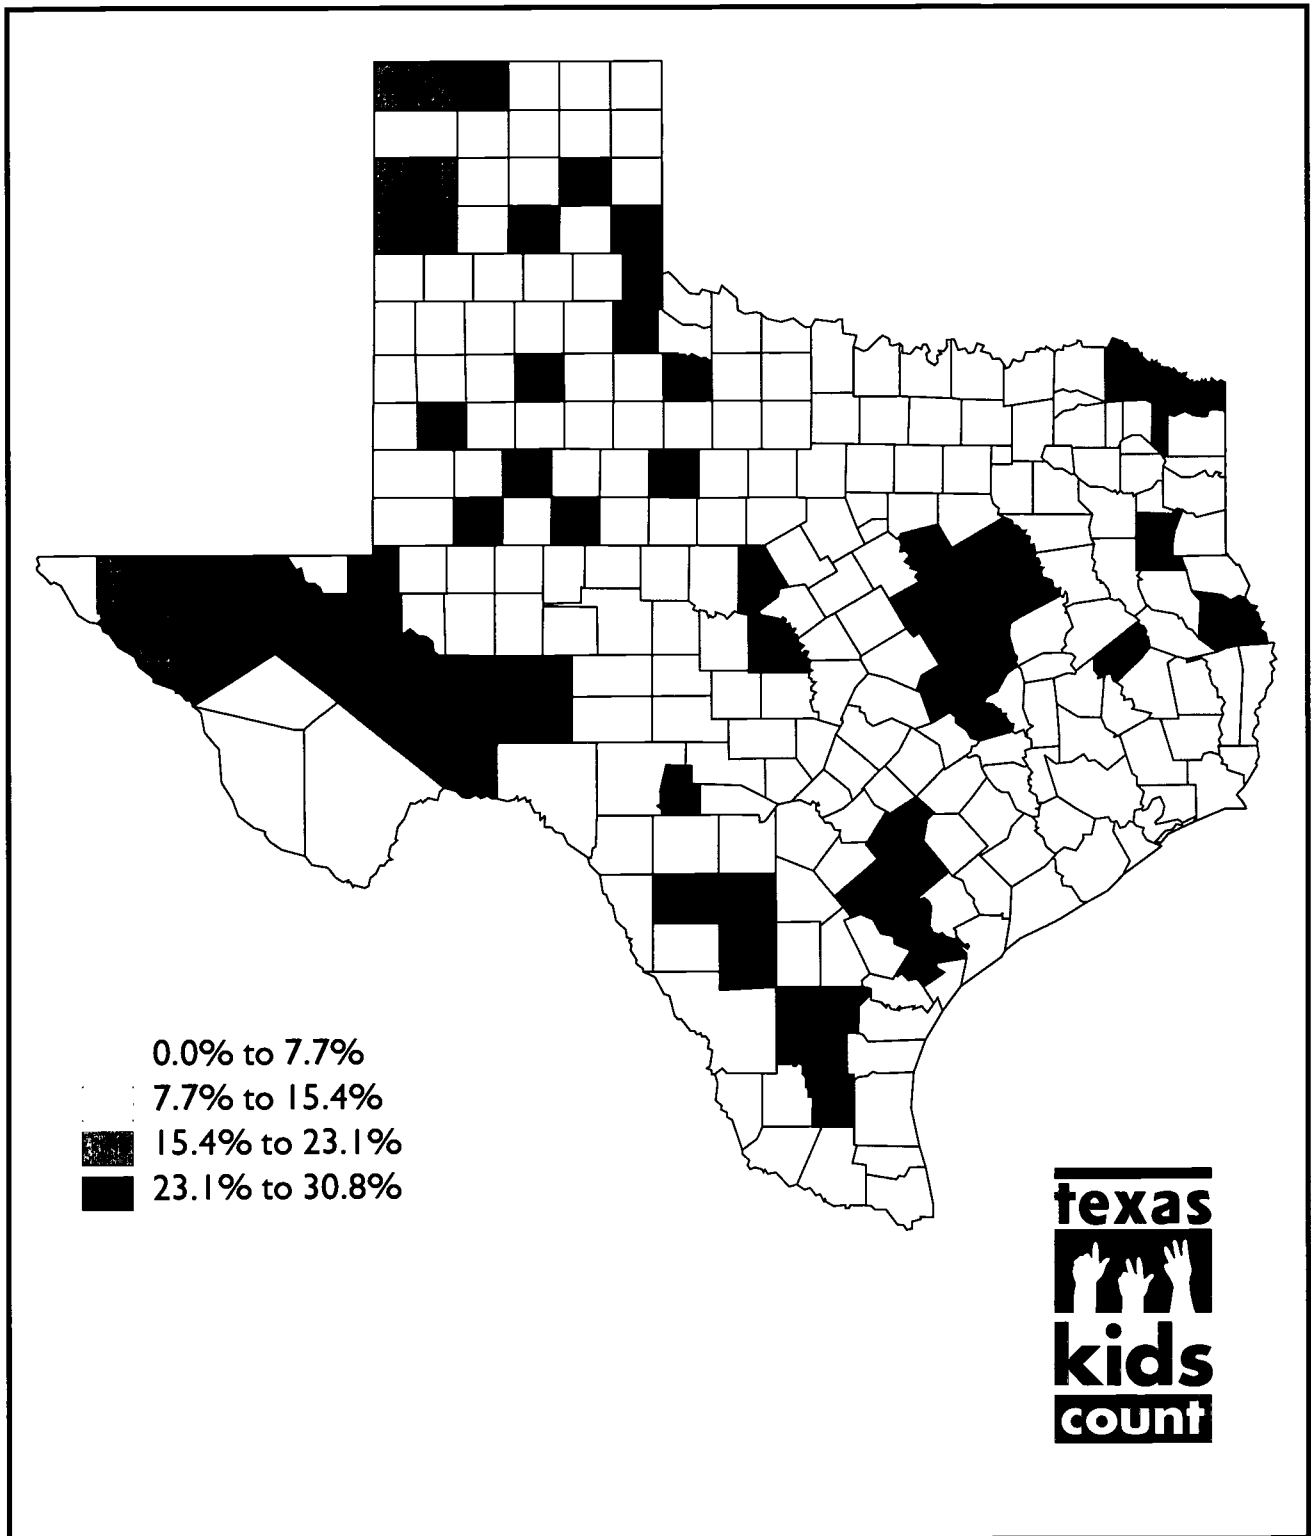 0.0% to 7.7%
7.7% to 15.4%
15.4% to 23.1%
23.1% to 30.8%
texas
kids
count